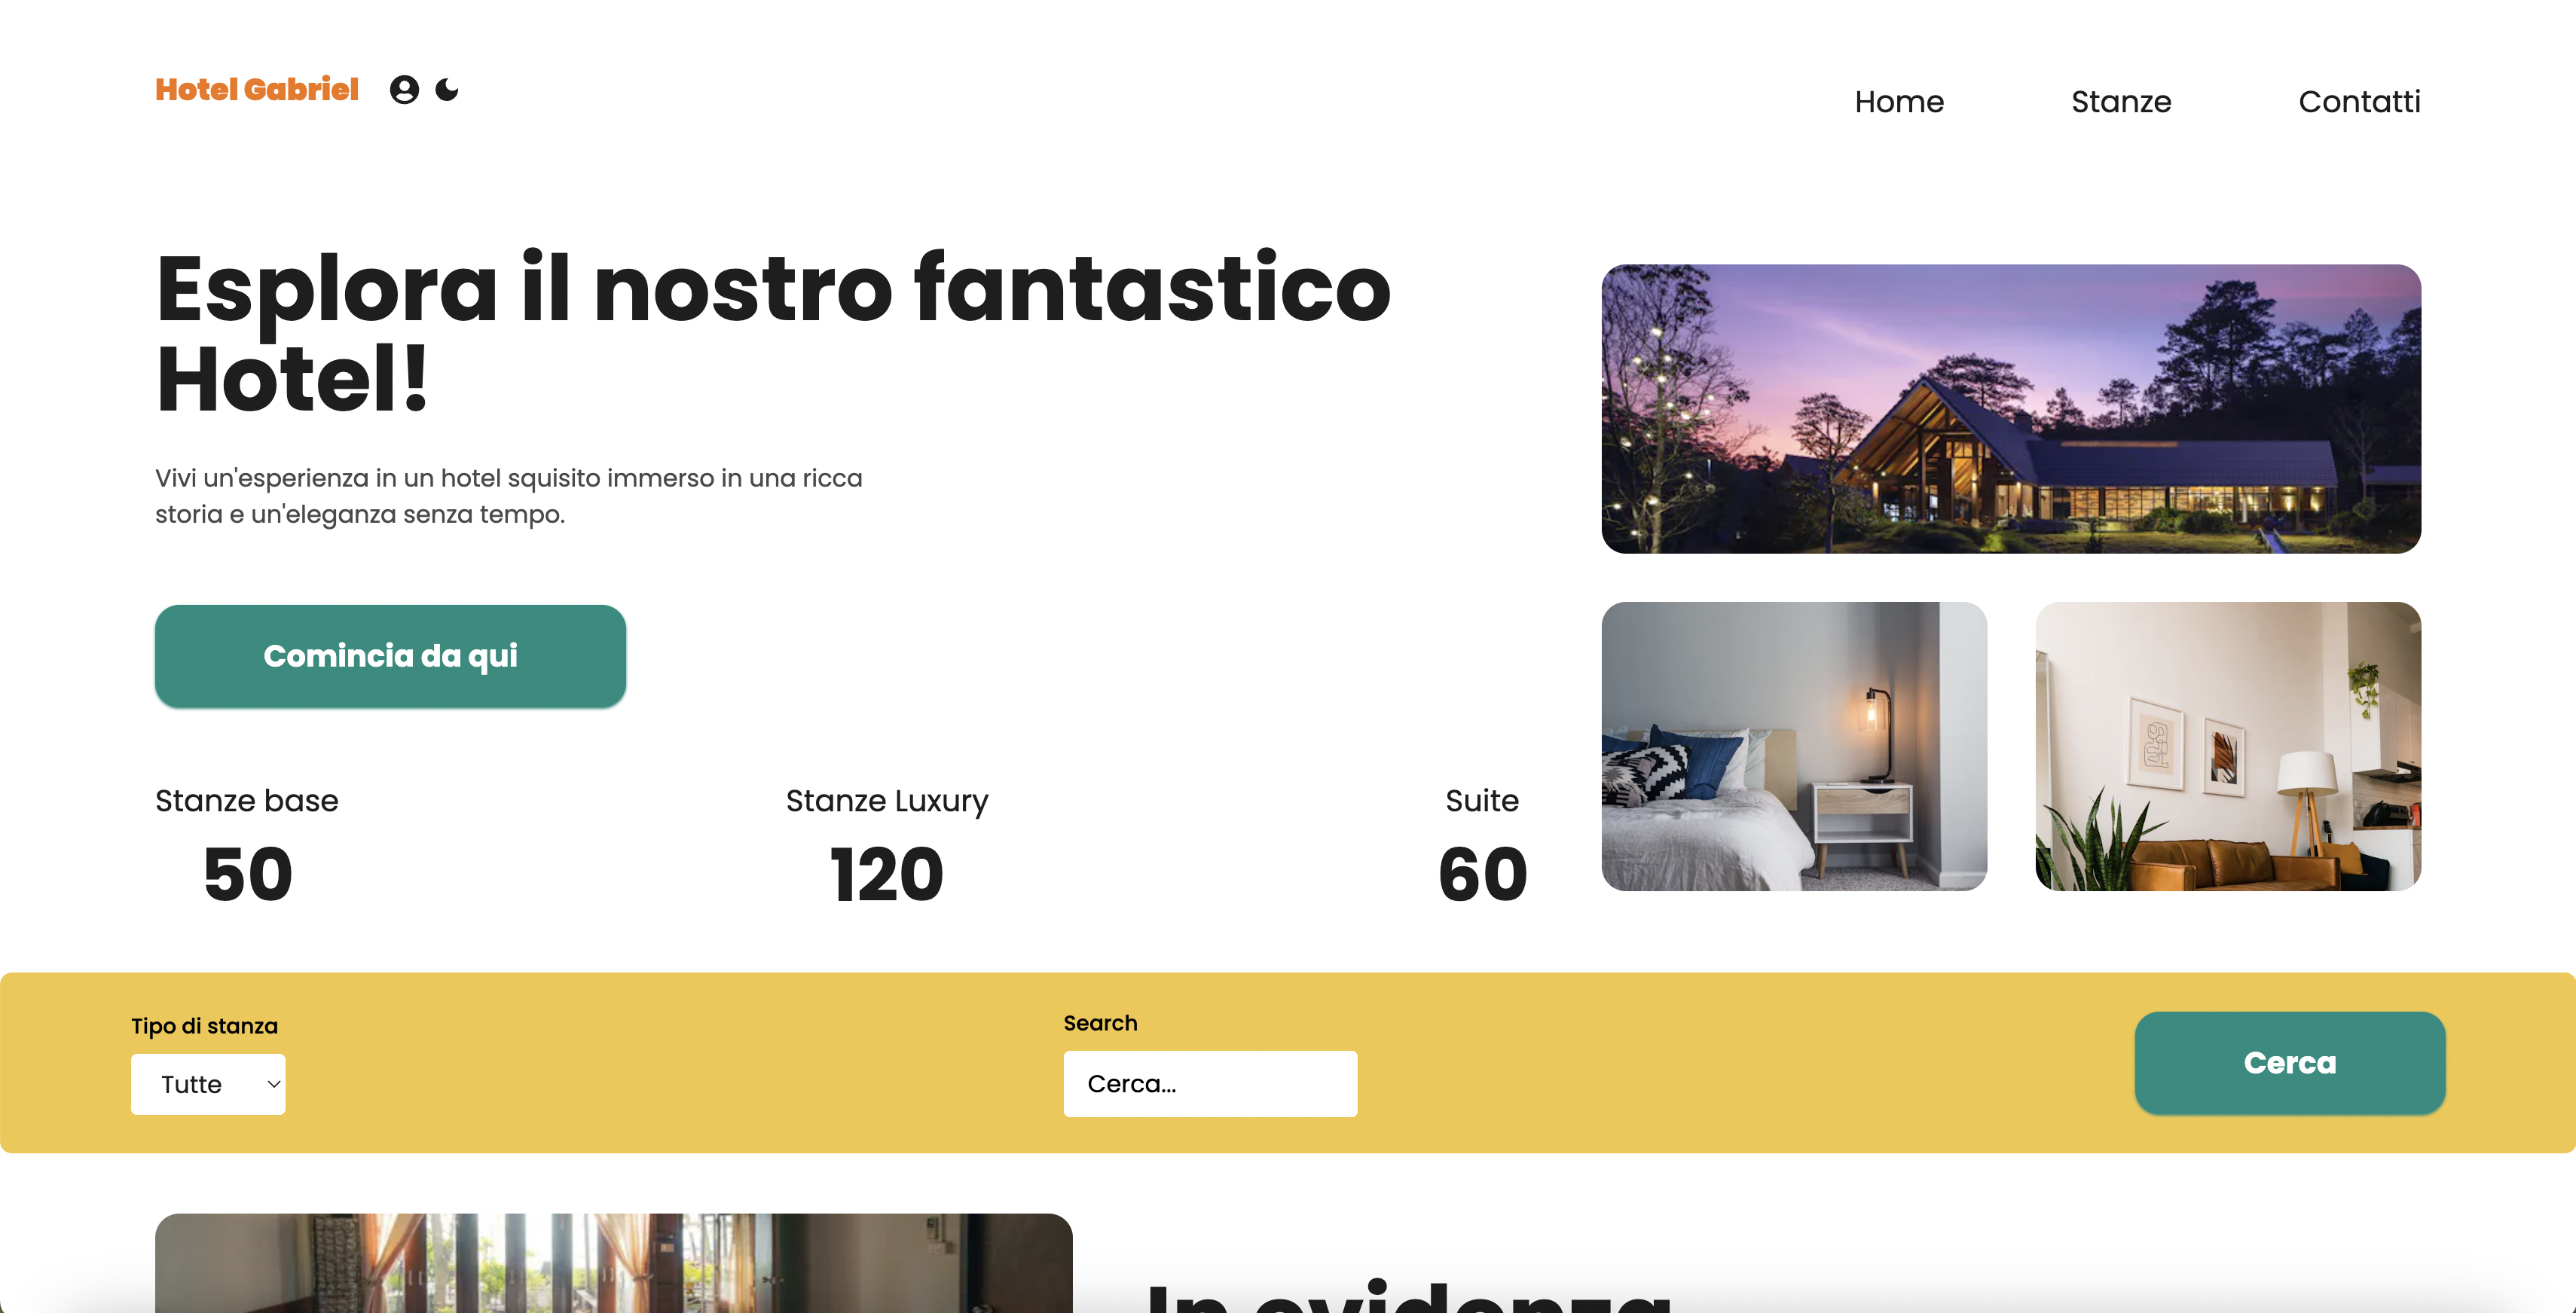 Hotel Gabriel
Home
Stanze
Contatti
Esplora il nostro fantastico
Hotel!
Vivi un'esperienza in un hotel squisito immerso in una ricca
storia e un'eleganza senza tempo.
Comincia da qui
Stanze base
50
Stanze Luxury
120
Suite
60
Tipo di stanza
Tutte
Search
Cerca...
Cerca
In evidenza